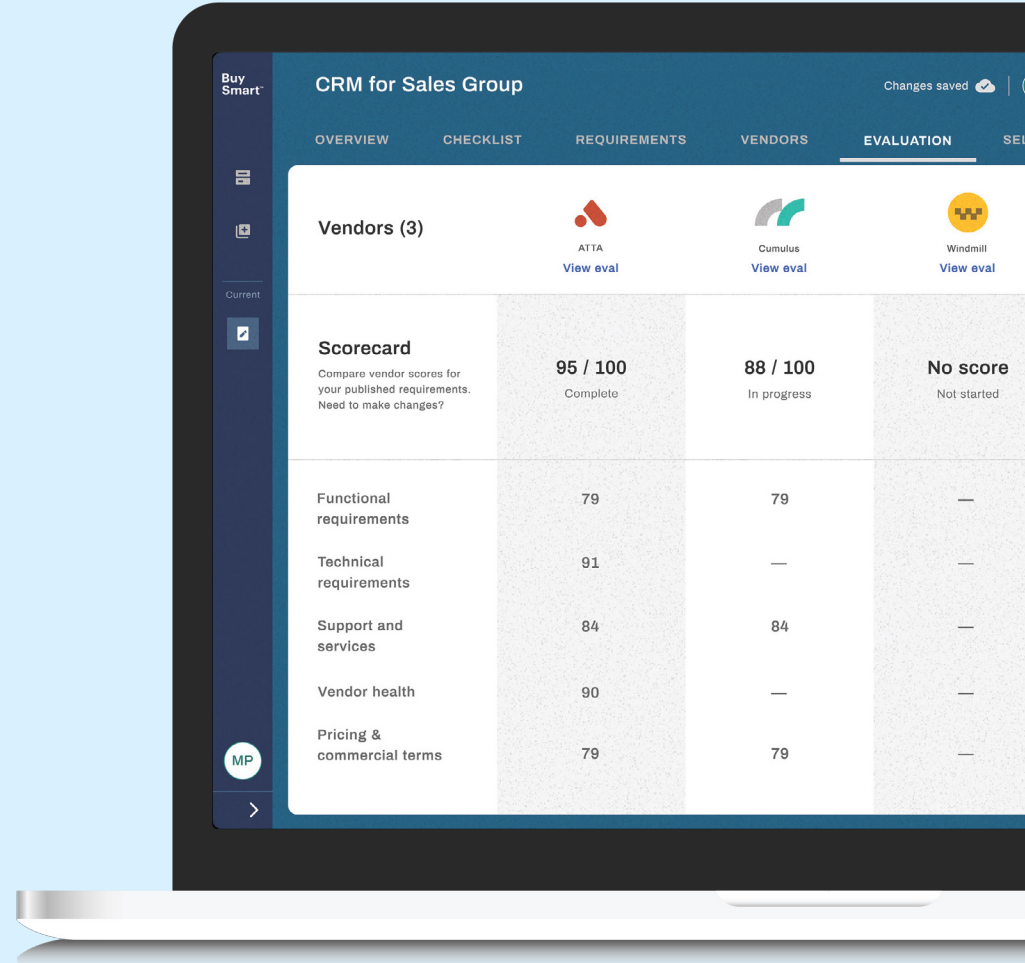 Buy
Smart™
CRM for Sales Group
Changes saved
OVERVIEW CHECKLIST REQUIREMENTS VENDORS EVALUATION
Vendors (3)
ATTA Cumulus Windmill
View eval View eval View eval
Current
Scorecard
Compare vendor scores for
your published requirements.
Need to make changes?
95 / 100 88 / 100 No score
Complete In progress Not started
Functional
requirements
79 79 —
Technical
requirements
91 — —
Support and
services
84 84 —
Vendor health 90 — —
Pricing &
commercial terms
79 79 —
MP